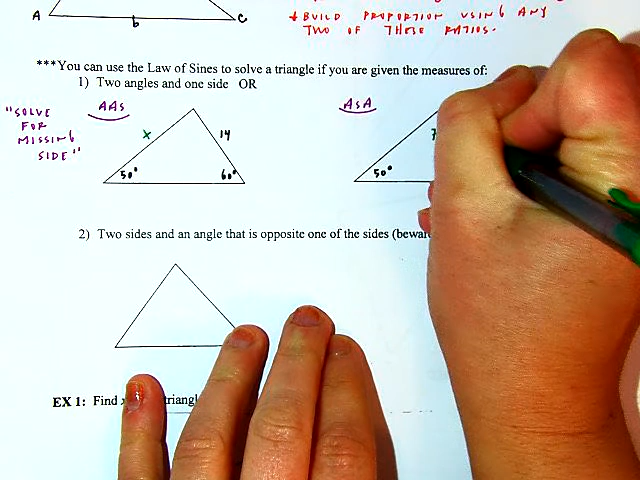 A b C
* BUILD PROPORTION USING ANY
TWO OF THESE RATIOS.
***You can use the Law of Sines to solve a triangle if you are given the measures of:
1) Two angles and one side OR
"SOLVE
FOR
MISSING
SIDE"
AAS
x
14
50°
60°
ASA
7
50°
2) Two sides and an angle that is opposite one of the sides
EX 1: Find